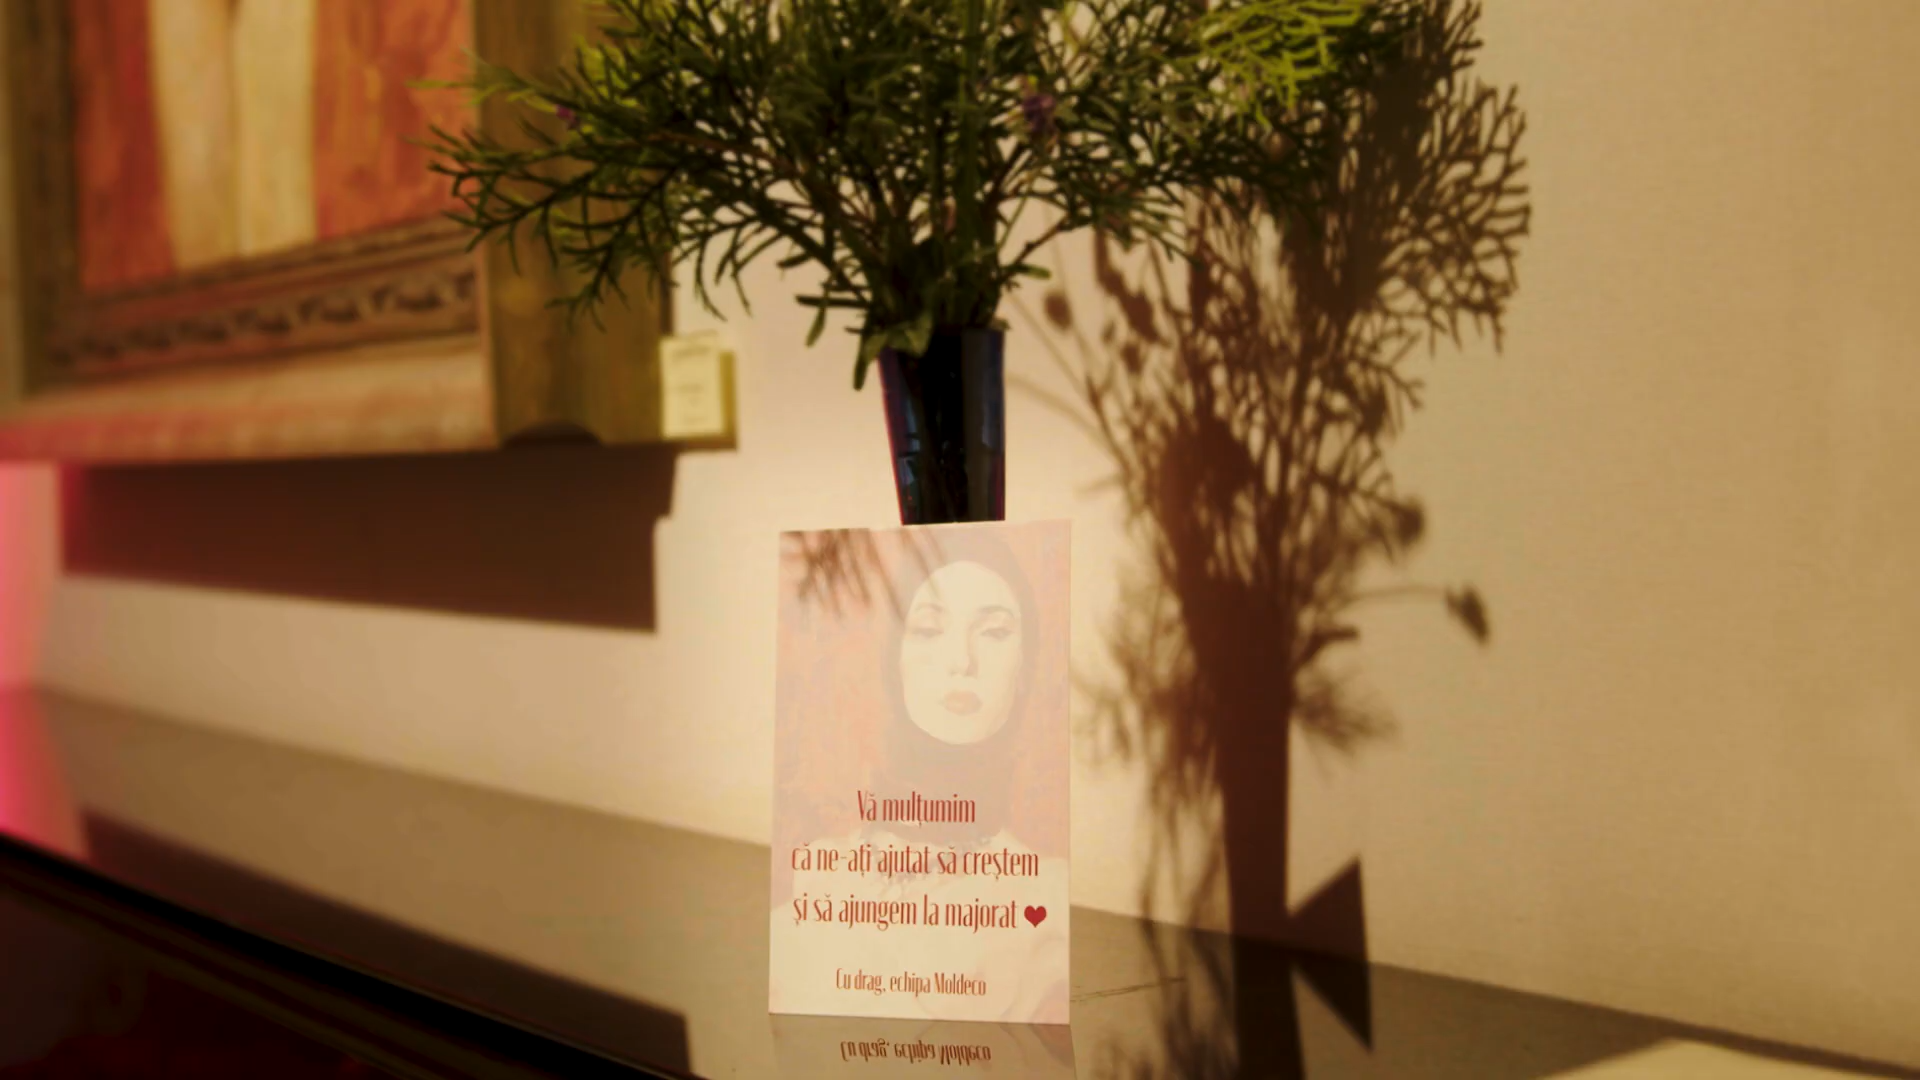 Vă mulțumim
că ne-ați ajutat să creștem
și să ajungem la majorat ❤
Cu drag, echipa Moldeco